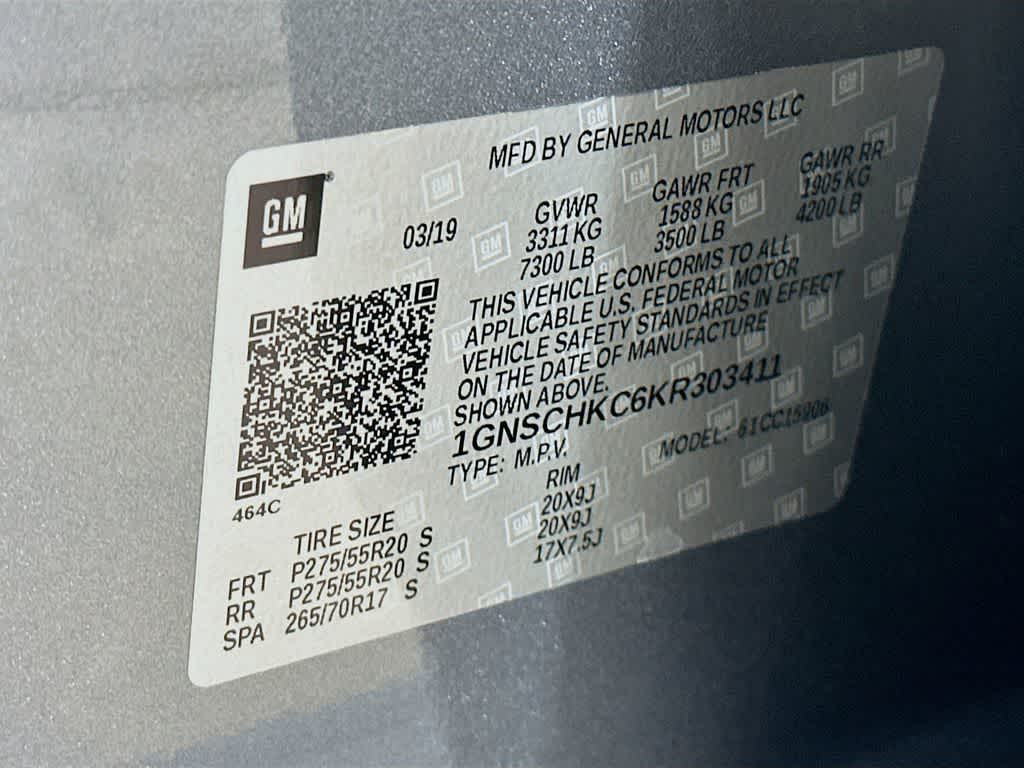 GM
MFD BY GENERAL MOTORS LLC
03/19
GVWR
3311 KG
7300 LB
GAWR FRT
1588 KG
3500 LB
GAWR RR
1905 KG
4200 LB
THIS VEHICLE CONFORMS TO ALL
APPLICABLE U.S. FEDERAL MOTOR
VEHICLE SAFETY STANDARDS IN EFFECT
ON THE DATE OF MANUFACTURE
SHOWN ABOVE.
1GNSCHKC6KR303411
TYPE: M.P.V.
MODEL: 61CC15906
464C
TIRE SIZE
RIM
FRT P275/55R20 S 20X9J
RR P275/55R20 S 20X9J
SPA 265/70R17 S 17X7.5J